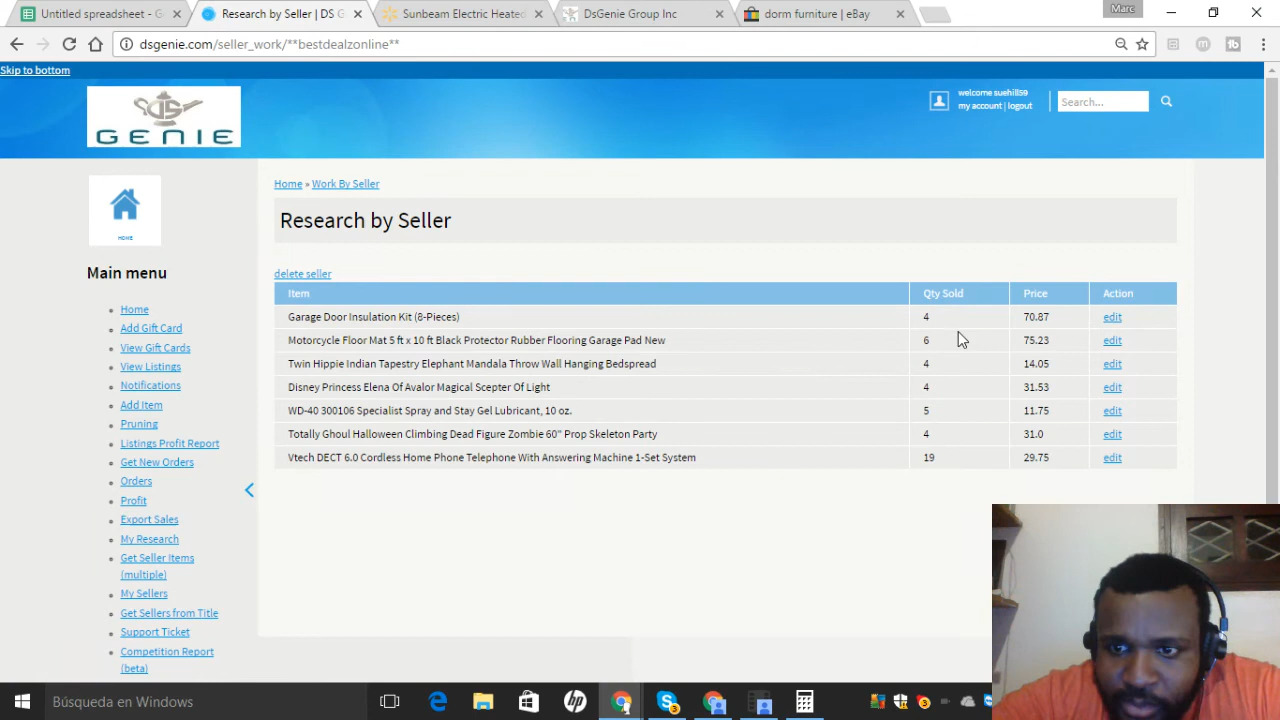 Untitled spreadsheet - G
Research by Seller | DS G
Sunbeam Electric Heated
DsGenie Group Inc
dorm furniture | eBay
Marc
dsgenie.com/seller_work/**bestdealzonline**
Skip to bottom
DS
GENIE
welcome suehill59
my account | logout
Search...
HOME
Main menu
Home
Add Gift Card
View Gift Cards
View Listings
Notifications
Add Item
Pruning
Listings Profit Report
Get New Orders
Orders
Profit
Export Sales
My Research
Get Seller Items
(multiple)
My Sellers
Get Sellers from Title
Support Ticket
Competition Report
(beta)
Home » Work By Seller
Research by Seller
delete seller
Item Qty Sold Price Action
Garage Door Insulation Kit (8-Pieces) 4 70.87 edit
Motorcycle Floor Mat 5 ft x 10 ft Black Protector Rubber Flooring Garage Pad New 6 75.23 edit
Twin Hippie Indian Tapestry Elephant Mandala Throw Wall Hanging Bedspread 4 14.05 edit
Disney Princess Elena Of Avalor Magical Scepter Of Light 4 31.53 edit
WD-40 300106 Specialist Spray and Stay Gel Lubricant, 10 oz. 5 11.75 edit
Totally Ghoul Halloween Climbing Dead Figure Zombie 60" Prop Skeleton Party 4 31.0 edit
Vtech DECT 6.0 Cordless Home Phone Telephone With Answering Machine 1-Set System 19 29.75 edit
Búsqueda en Windows